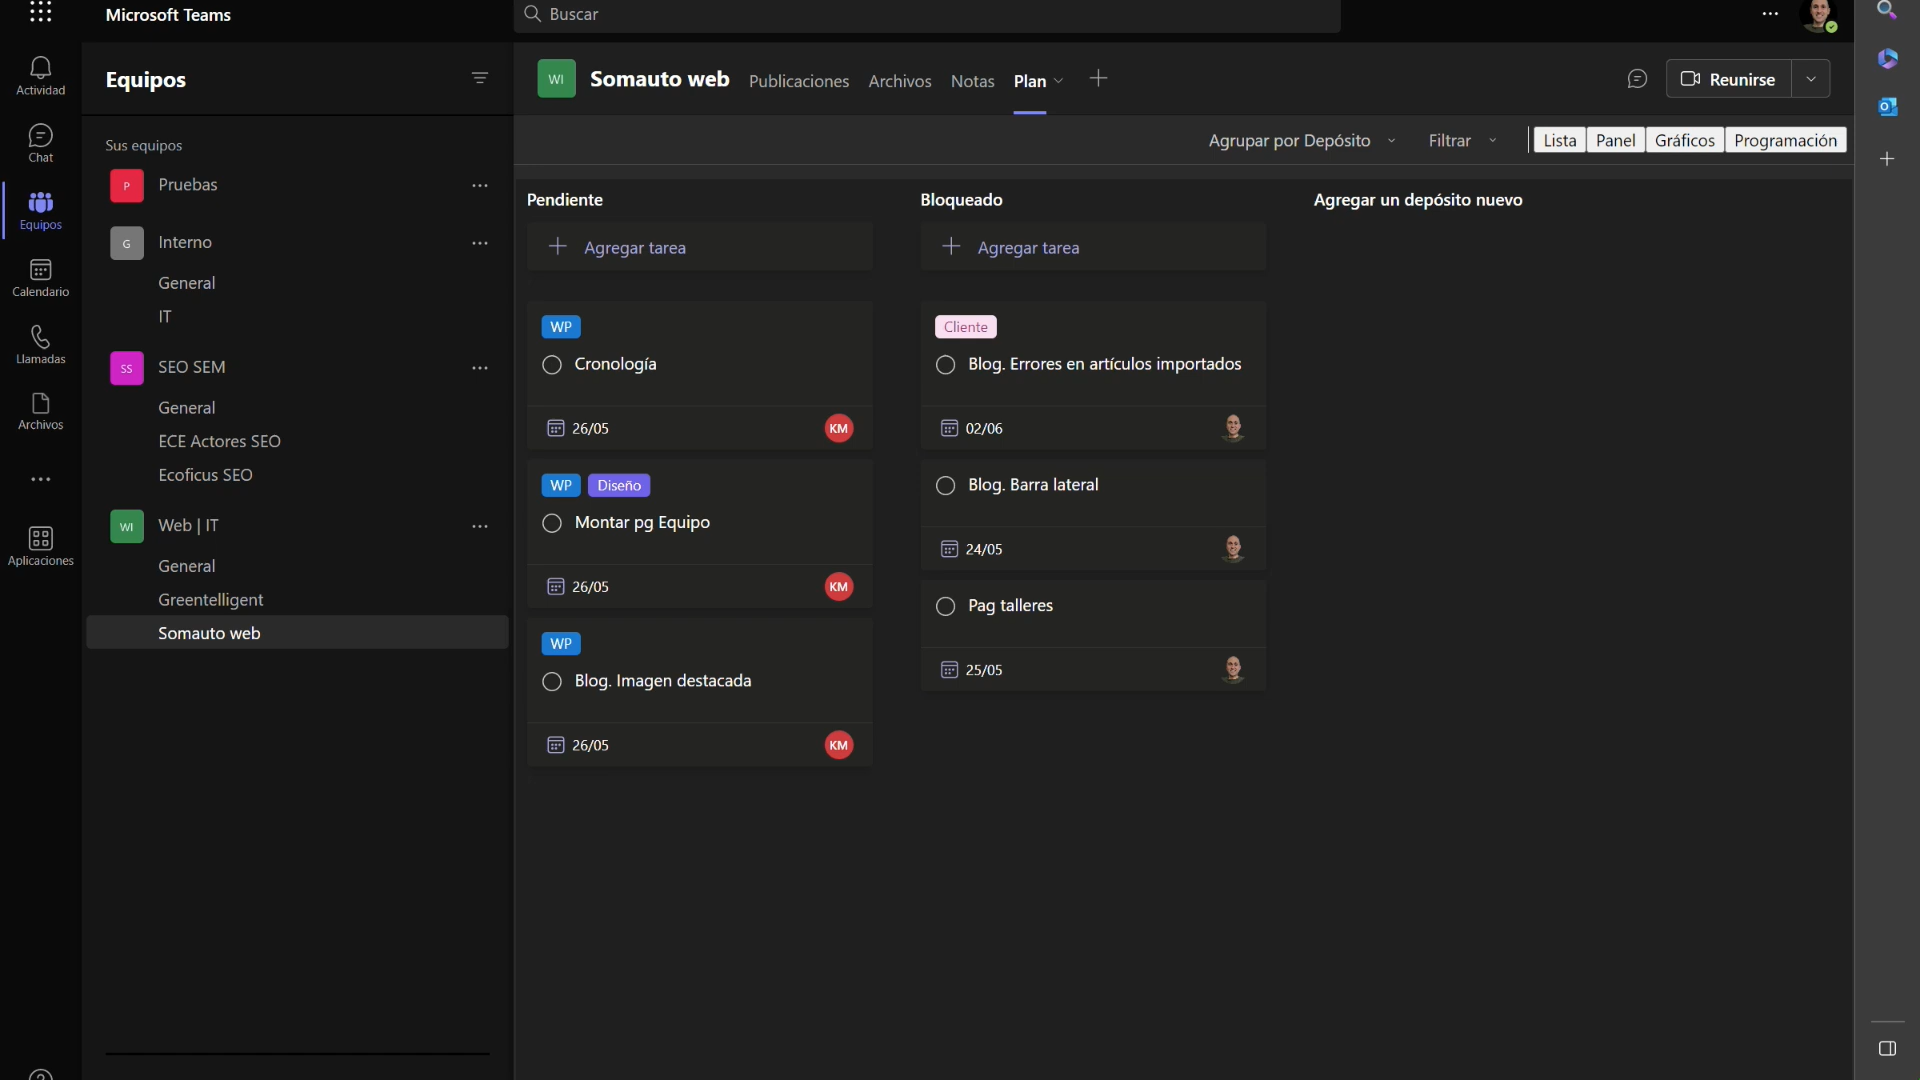 Microsoft Teams
Buscar
Actividad
Chat
Equipos
Calendario
Llamadas
Archivos
Aplicaciones
Equipos
Sus equipos
P Pruebas
G Interno
General
IT
SS SEO SEM
General
ECE Actores SEO
Ecoficus SEO
WI Web | IT
General
Greentelligent
Somauto web
WI Somauto web Publicaciones Archivos Notas Plan
Reunirse
Agrupar por Depósito Filtrar Lista Panel Gráficos Programación
Pendiente
Agregar tarea
WP
Cronología
26/05 KM
WP Diseño
Montar pg Equipo
26/05 KM
WP
Blog. Imagen destacada
26/05 KM
Bloqueado
Agregar tarea
Cliente
Blog. Errores en artículos importados
02/06
Blog. Barra lateral
24/05
Pag talleres
25/05
Agregar un depósito nuevo